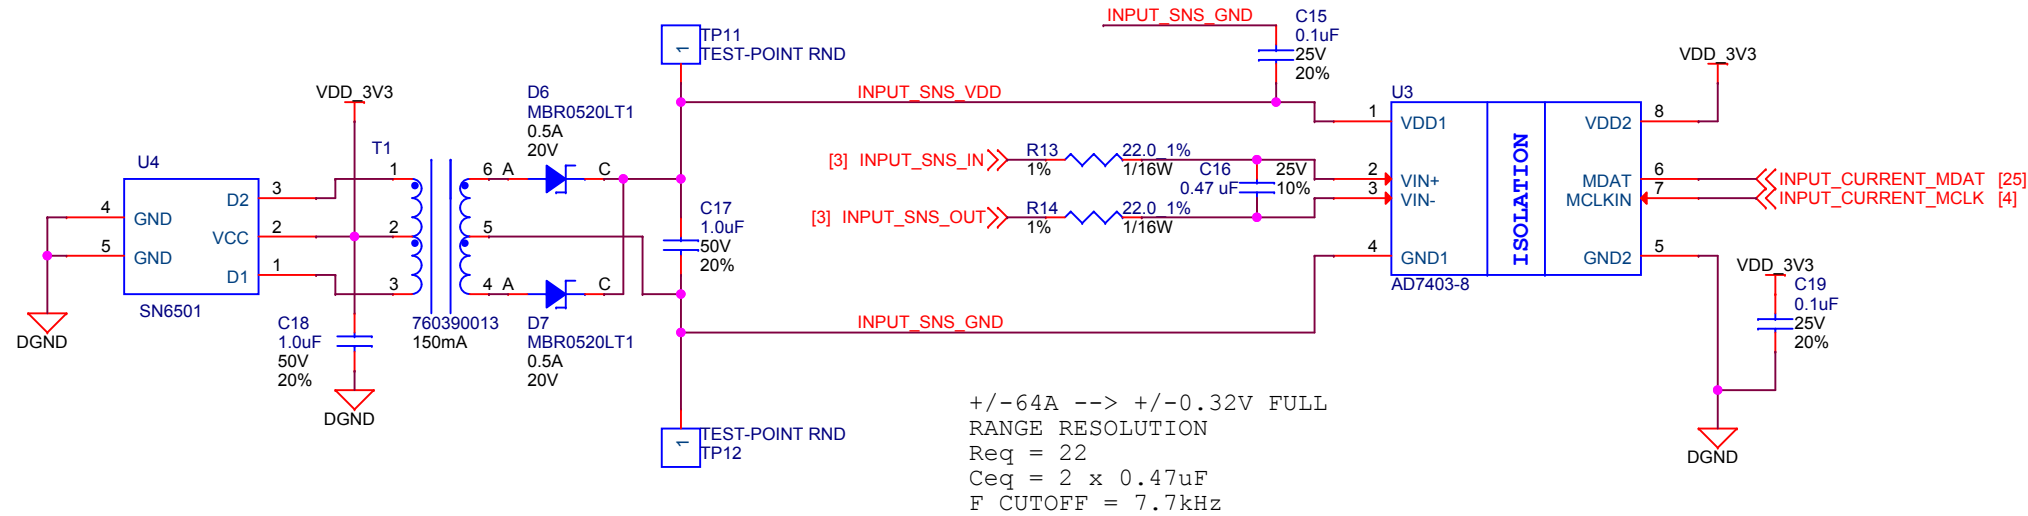 INPUT_SNS_GND
C15
0.1uF
25V
20%
TP11
TEST-POINT RND
1
VDD_3V3
VDD_3V3
D6
MBR0520LT1
0.5A
20V
INPUT_SNS_VDD
U3
1
VDD1
VDD2
8
T1
U4
1
6 A
C
[3] INPUT_SNS_IN
R13
1%
22.0_1%
1/16W
C16
0.47 uF
25V
10%
2
VIN+
3
VIN-
ISOLATION
MDAT
6
MCLKIN
7
INPUT_CURRENT_MDAT [25]
INPUT_CURRENT_MCLK [4]
D2
3
4
GND
VCC
2
2
5
5
GND
D1
1
3
4 A
C
C17
1.0uF
50V
20%
[3] INPUT_SNS_OUT
R14
1%
22.0_1%
1/16W
4
GND1
GND2
5
AD7403-8
VDD_3V3
C19
0.1uF
25V
20%
SN6501
DGND
C18
1.0uF
50V
20%
760390013
150mA
D7
MBR0520LT1
0.5A
20V
INPUT_SNS_GND
DGND
1
TEST-POINT RND
TP12
DGND
+/-64A --> +/-0.32V FULL
RANGE RESOLUTION
Req = 22
Ceq = 2 x 0.47uF
F CUTOFF = 7.7kHz